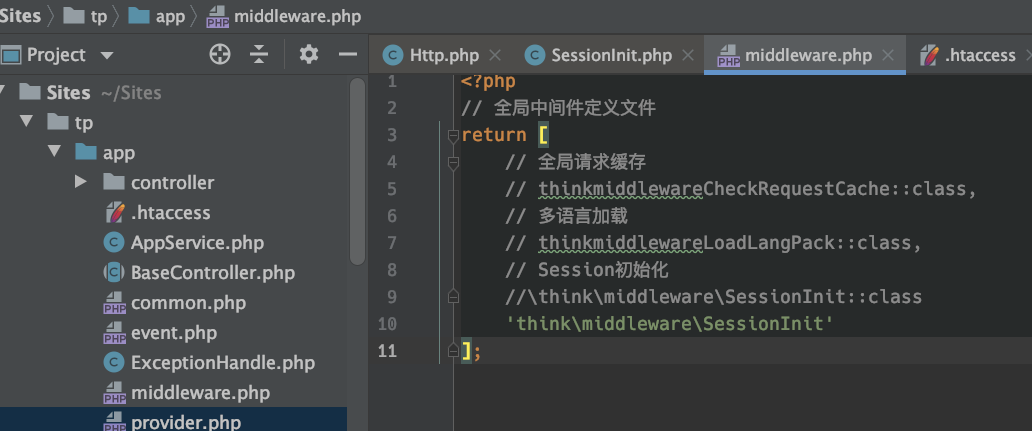 Sites tp app middleware.php
Project
Http.php SessionInit.php middleware.php .htaccess
Sites ~/Sites
tp
app
controller
.htaccess
AppService.php
BaseController.php
common.php
event.php
ExceptionHandle.php
middleware.php
provider.php
1 <?php
2 // 全局中间件定义文件
3 return [
4 // 全局请求缓存
5 // thinkmiddlewareCheckRequestCache::class,
6 // 多语言加载
7 // thinkmiddlewareLoadLangPack::class,
8 // Session初始化
9 //\think\middleware\SessionInit::class
10 'think\middleware\SessionInit'
11 ];